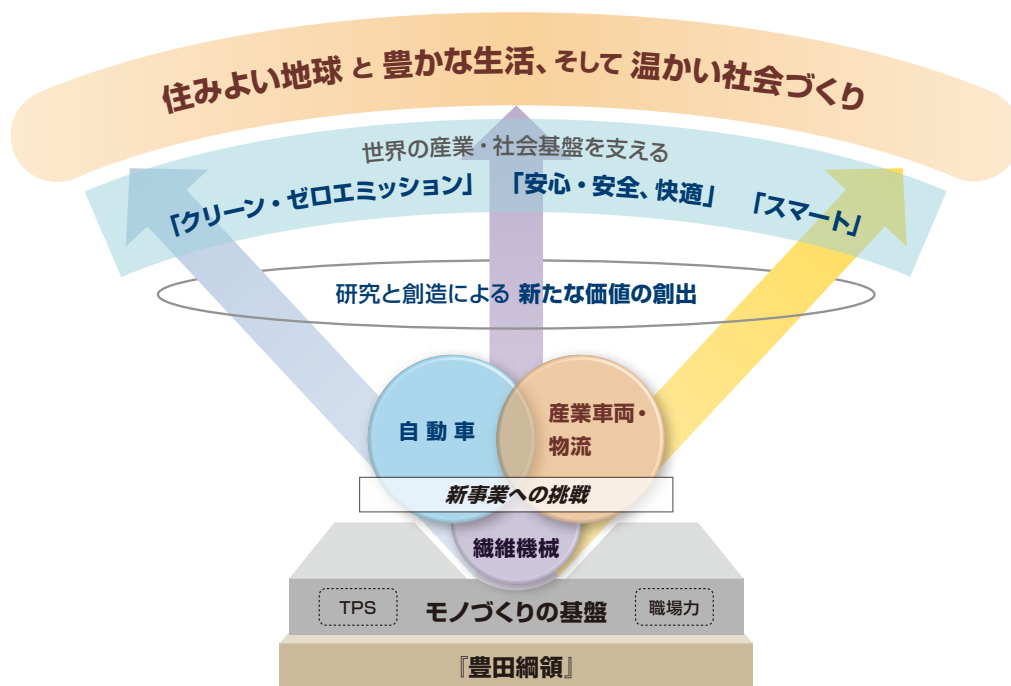 住みよい地球 と 豊かな生活、そして 温かい社会づくり
世界の産業・社会基盤を支える
「クリーン・ゼロエミッション」 「安心・安全、快適」 「スマート」
研究と創造による 新たな価値の創出
自動車
産業車両・
物流
新事業への挑戦
繊維機械
TPS
モノづくりの基盤
職場力
『豊田綱領』